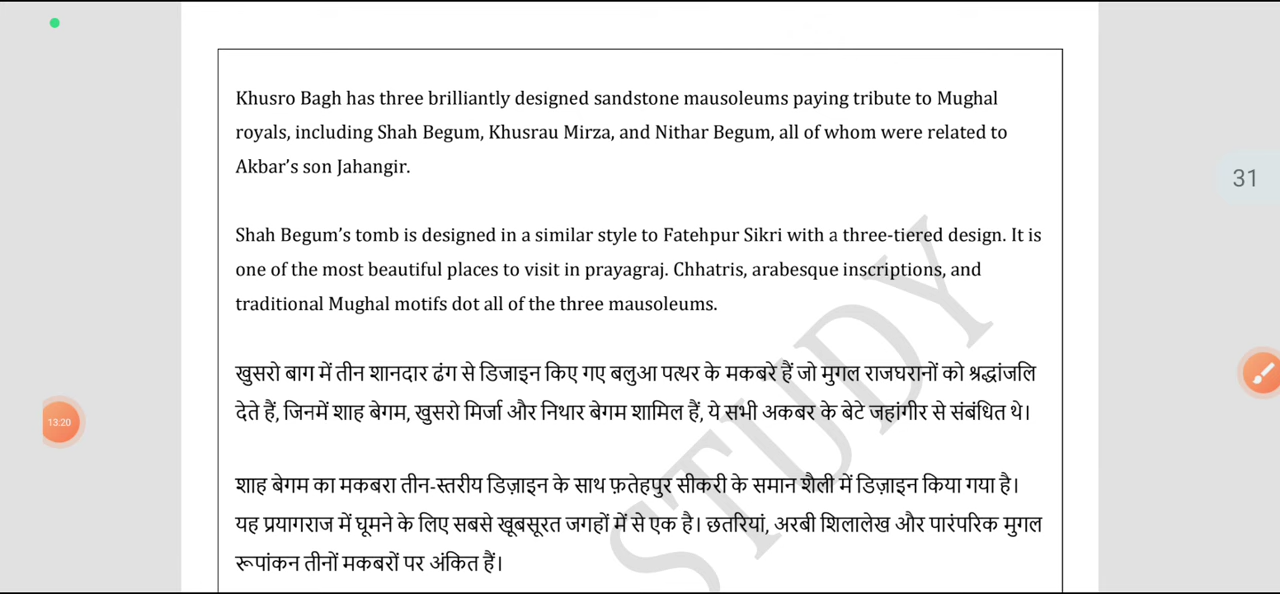 Khusro Bagh has three brilliantly designed sandstone mausoleums paying tribute to Mughal
royals, including Shah Begum, Khusrau Mirza, and Nithar Begum, all of whom were related to
Akbar's son Jahangir.
31
Shah Begum's tomb is designed in a similar style to Fatehpur Sikri with a three-tiered design. It is
one of the most beautiful places to visit in prayagraj. Chhatris, arabesque inscriptions, and
traditional Mughal motifs dot all of the three mausoleums.
खुसरो बाग में तीन शानदार ढंग से डिजाइन किए गए बलुआ पत्थर के मकबरे हैं जो मुगल राजघरानों को श्रद्धांजलि
देते हैं, जिनमें शाह बेगम, खुसरो मिर्जा और निथार बेगम शामिल हैं, ये सभी अकबर के बेटे जहांगीर से संबंधित थे।
13:20
शाह बेगम का मकबरा तीन-स्तरीय डिज़ाइन के साथ फ़तेहपुर सीकरी के समान शैली में डिज़ाइन किया गया है।
यह प्रयागराज में घूमने के लिए सबसे खूबसूरत जगहों में से एक है। छतरियां, अरबी शिलालेख और पारंपरिक मुगल
रूपांकन तीनों मकबरों पर अंकित हैं।
STUDY